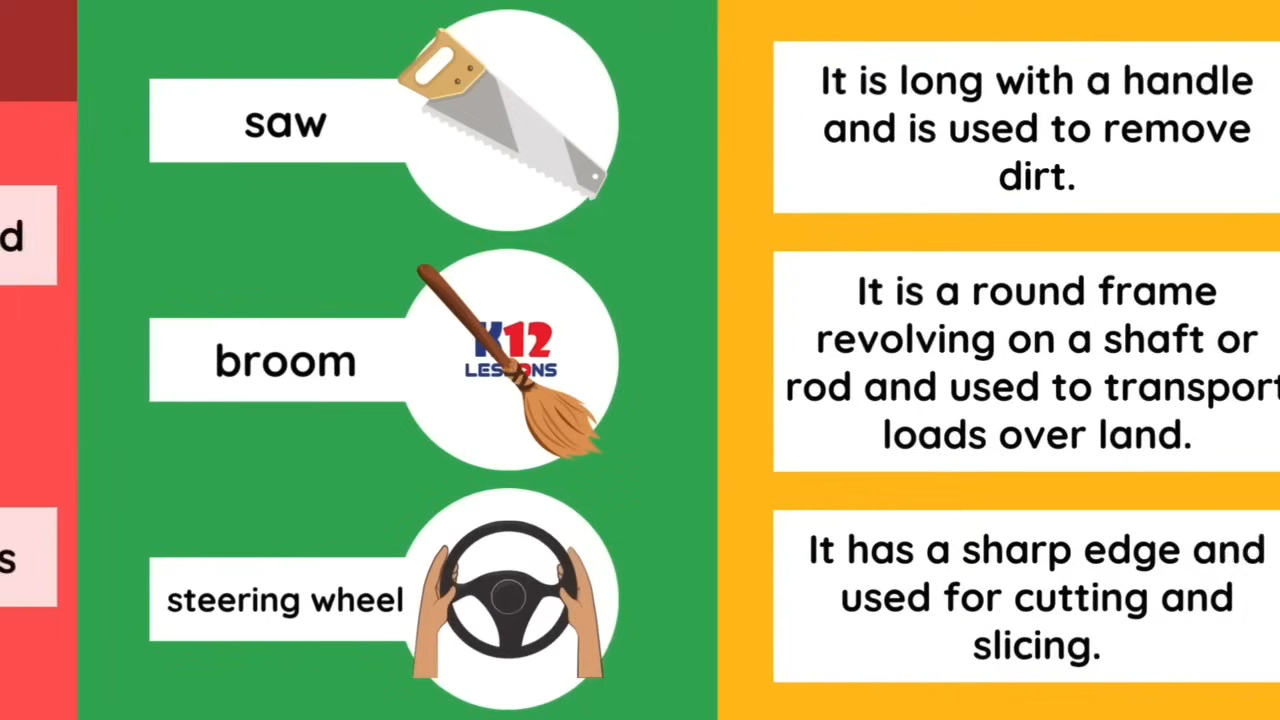 saw
It is long with a handle
and is used to remove
dirt.
d
broom
K12
LESSONS
It is a round frame
revolving on a shaft or
rod and used to transport
loads over land.
s
steering wheel
It has a sharp edge and
used for cutting and
slicing.